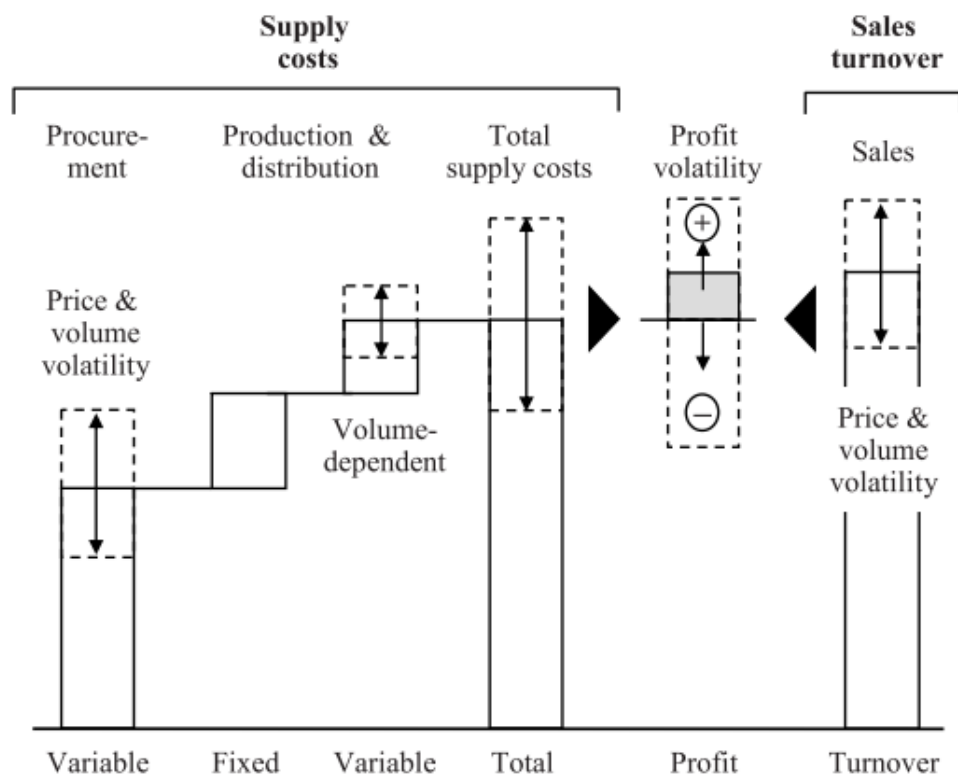 Supply
costs
Sales
turnover
Procure-
ment
Production &
distribution
Total
supply costs
Profit
volatility
Sales
+
Price &
volume
volatility
Volume-
dependent
–
Price &
volume
volatility
Variable
Fixed
Variable
Total
Profit
Turnover